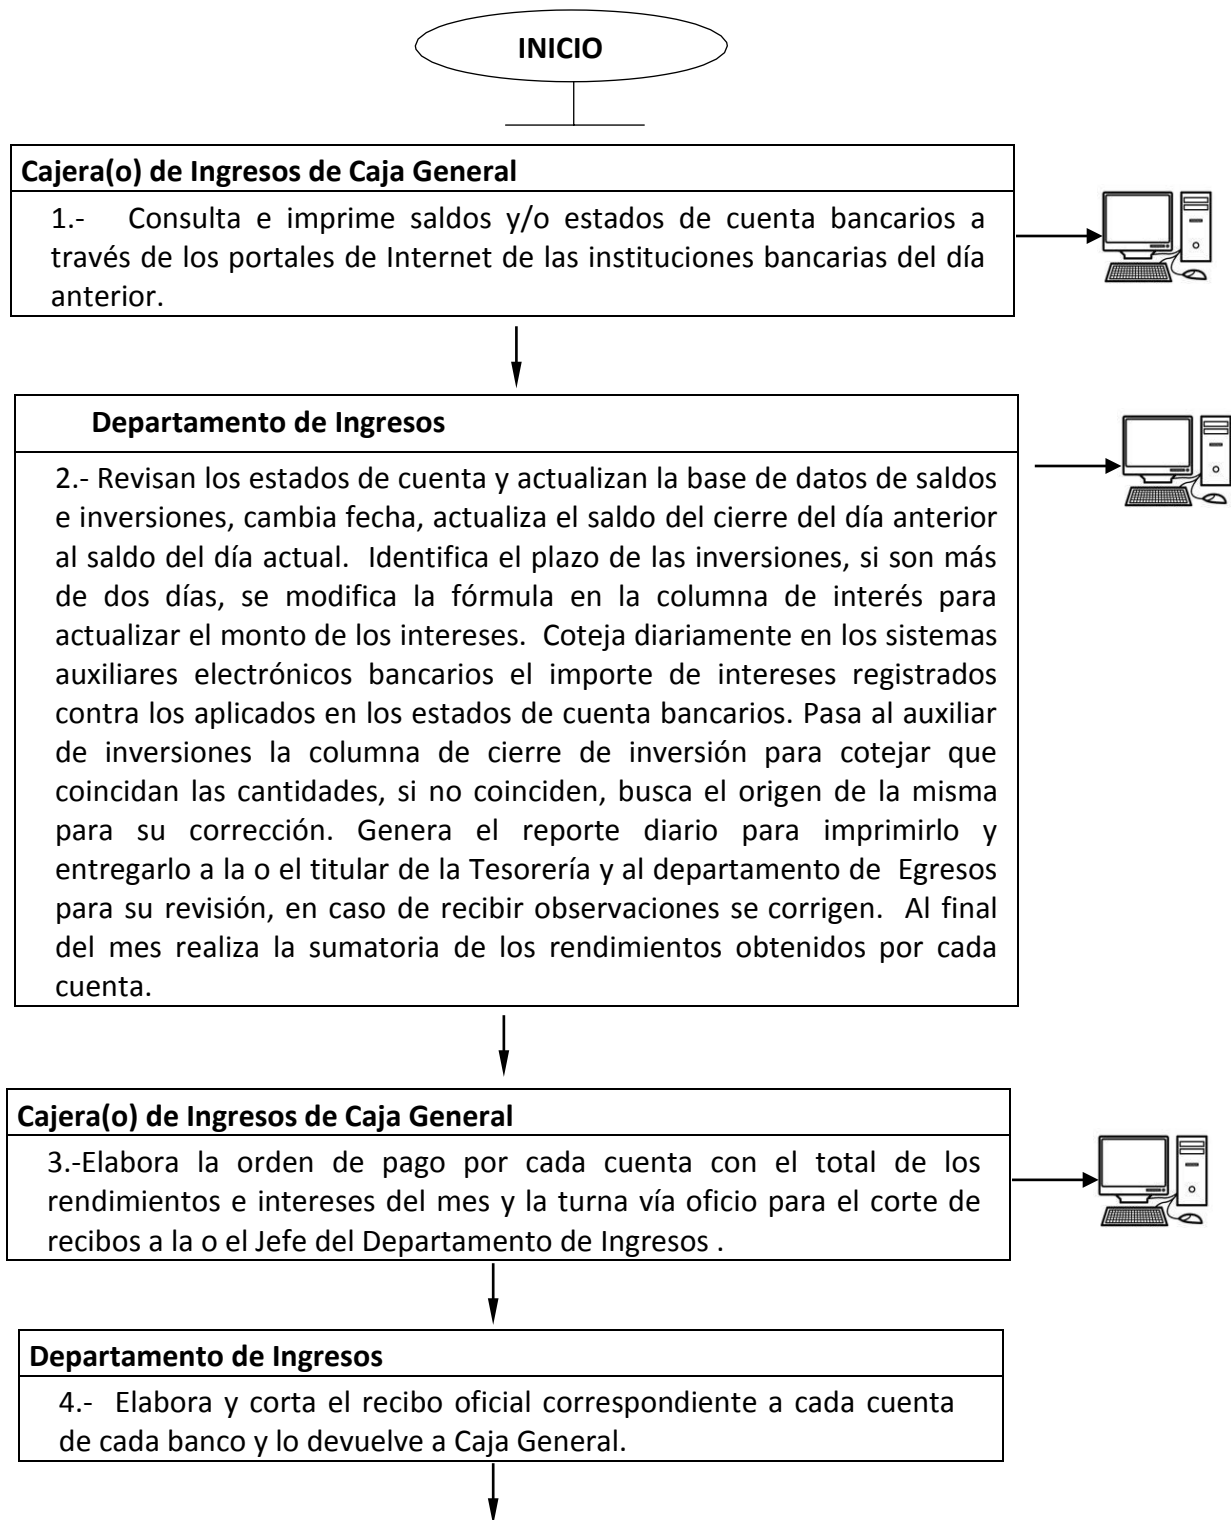 INICIO
Cajera(o) de Ingresos de Caja General
1.- Consulta e imprime saldos y/o estados de cuenta bancarios a
través de los portales de Internet de las instituciones bancarias del día
anterior.
Departamento de Ingresos
2.- Revisan los estados de cuenta y actualizan la base de datos de saldos
e inversiones, cambia fecha, actualiza el saldo del cierre del día anterior
al saldo del día actual. Identifica el plazo de las inversiones, si son más
de dos días, se modifica la fórmula en la columna de interés para
actualizar el monto de los intereses. Coteja diariamente en los sistemas
auxiliares electrónicos bancarios el importe de intereses registrados
contra los aplicados en los estados de cuenta bancarios. Pasa al auxiliar
de inversiones la columna de cierre de inversión para cotejar que
coincidan las cantidades, si no coinciden, busca el origen de la misma
para su corrección. Genera el reporte diario para imprimirlo y
entregarlo a la o el titular de la Tesorería y al departamento de Egresos
para su revisión, en caso de recibir observaciones se corrigen. Al final
del mes realiza la sumatoria de los rendimientos obtenidos por cada
cuenta.
Cajera(o) de Ingresos de Caja General
3.-Elabora la orden de pago por cada cuenta con el total de los
rendimientos e intereses del mes y la turna vía oficio para el corte de
recibos a la o el Jefe del Departamento de Ingresos .
Departamento de Ingresos
4.- Elabora y corta el recibo oficial correspondiente a cada cuenta
de cada banco y lo devuelve a Caja General.